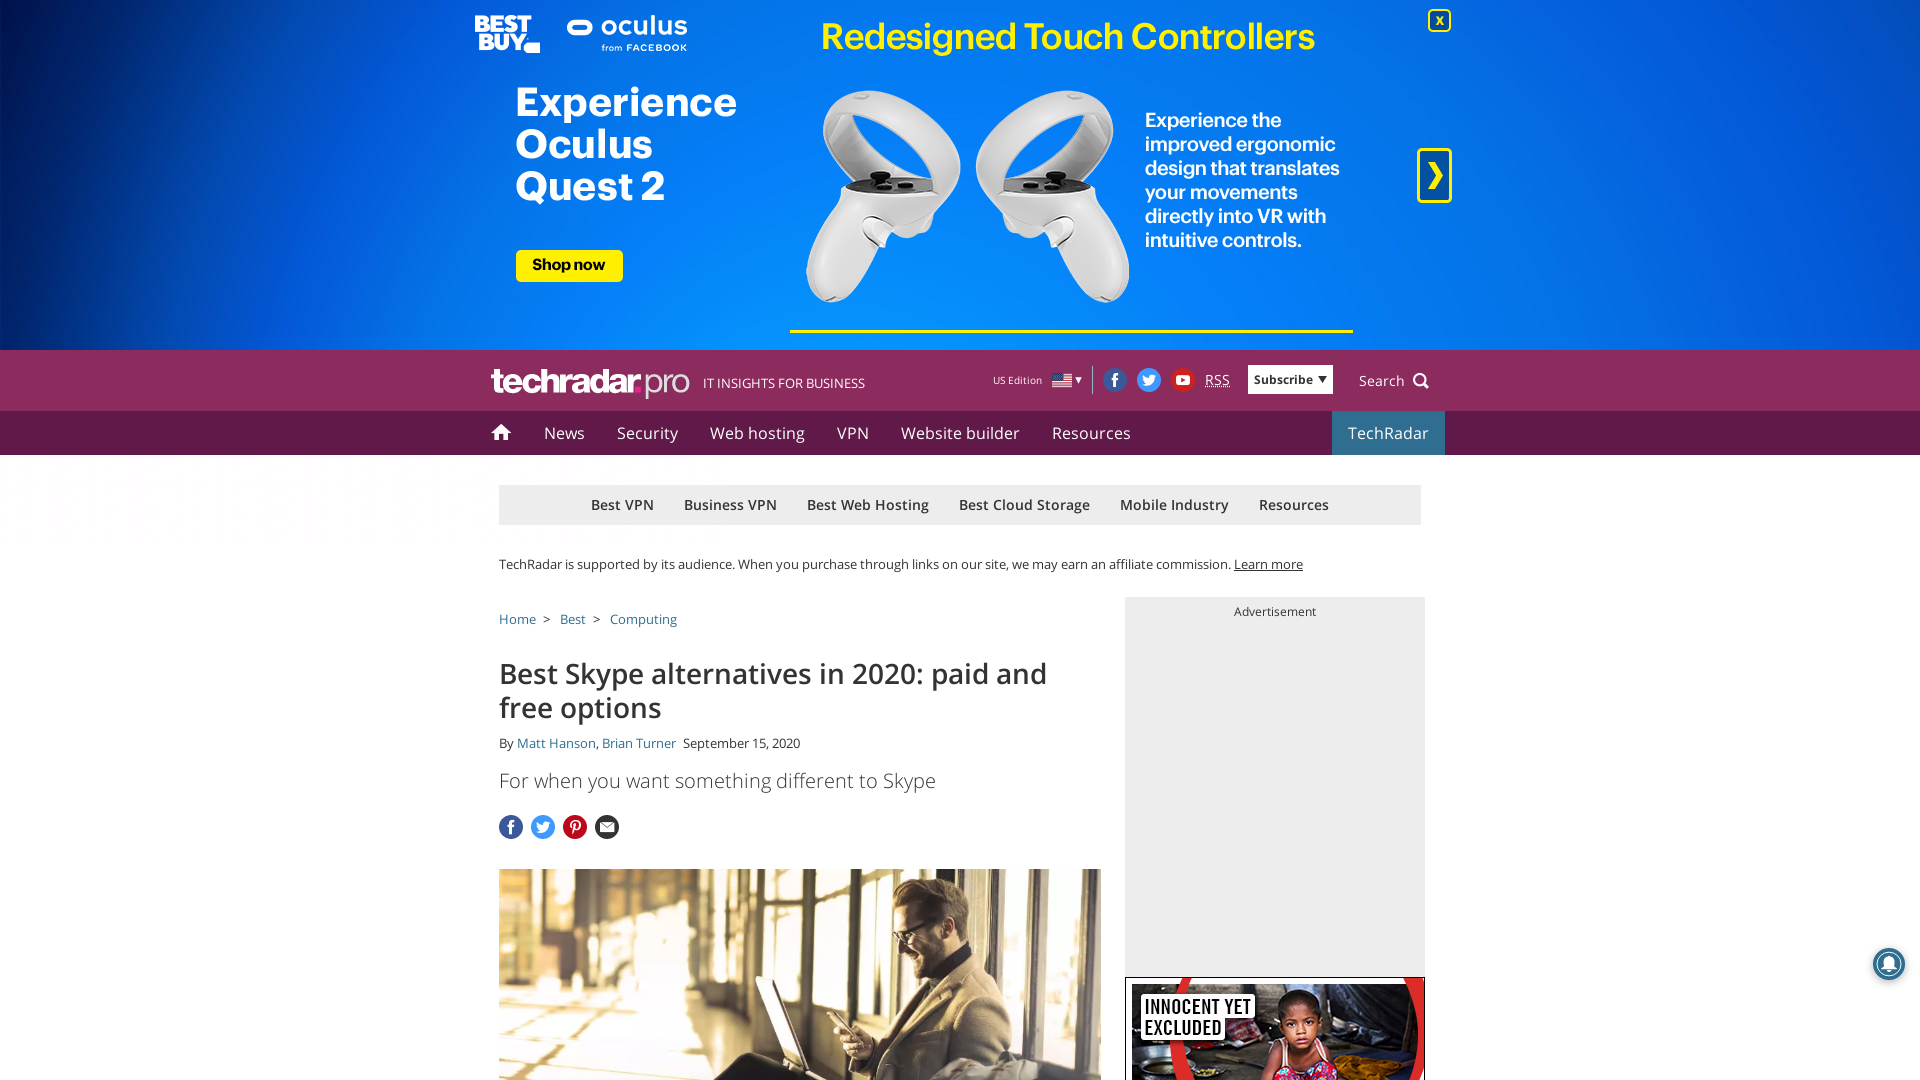 BEST
BUY
oculus
from FACEBOOK
Redesigned Touch Controllers
x
Experience
Oculus
Quest 2
Experience the
improved ergonomic
design that translates
your movements
directly into VR with
intuitive controls.
Shop now
techradar.pro IT INSIGHTS FOR BUSINESS
US Edition RSS Subscribe Search
News Security Web hosting VPN Website builder Resources TechRadar
Best VPN Business VPN Best Web Hosting Best Cloud Storage Mobile Industry Resources
TechRadar is supported by its audience. When you purchase through links on our site, we may earn an affiliate commission. Learn more
Home > Best > Computing
Advertisement
Best Skype alternatives in 2020: paid and
free options
By Matt Hanson, Brian Turner September 15, 2020
For when you want something different to Skype
INNOCENT YET
EXCLUDED